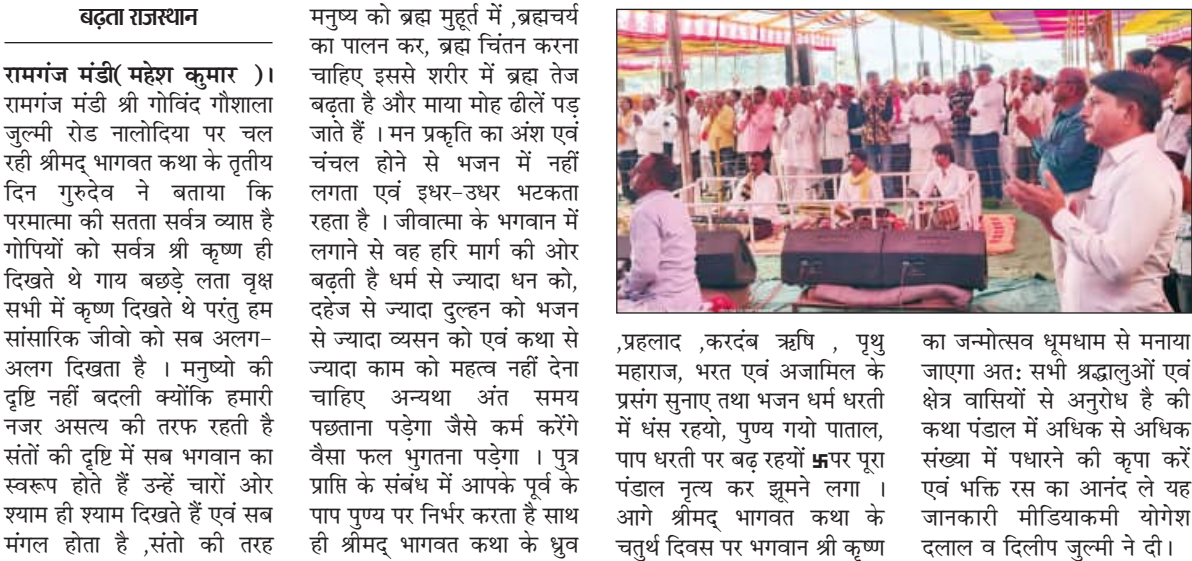 बढ़ता राजस्थान
रामगंज मंडी( महेश कुमार )।
रामगंज मंडी श्री गोविंद गौशाला
जुल्मी रोड नालोदिया पर चल
रही श्रीमद् भागवत कथा के तृतीय
दिन गुरुदेव ने बताया कि
परमात्मा की सतता सर्वत्र व्याप्त है
गोपियों को सर्वत्र श्री कृष्ण ही
दिखते थे गाय बछड़े लता वृक्ष
सभी में कृष्ण दिखते थे परंतु हम
सांसारिक जीवो को सब अलग-
अलग दिखता है । मनुष्यो की
दृष्टि नहीं बदली क्योंकि हमारी
नजर असत्य की तरफ रहती है
संतों की दृष्टि में सब भगवान का
स्वरूप होते हैं उन्हें चारों ओर
श्याम ही श्याम दिखते हैं एवं सब
मंगल होता है ,संतो की तरह
मनुष्य को ब्रह्म मुहूर्त में ,ब्रह्मचर्य
का पालन कर, ब्रह्म चिंतन करना
चाहिए इससे शरीर में ब्रह्म तेज
बढ़ता है और माया मोह ढीलें पड़
जाते हैं । मन प्रकृति का अंश एवं
चंचल होने से भजन में नहीं
लगता एवं इधर-उधर भटकता
रहता है । जीवात्मा के भगवान में
लगाने से वह हरि मार्ग की ओर
बढ़ती है धर्म से ज्यादा धन को,
दहेज से ज्यादा दुल्हन को भजन
से ज्यादा व्यसन को एवं कथा से
ज्यादा काम को महत्व नहीं देना
चाहिए अन्यथा अंत समय
पछताना पड़ेगा जैसे कर्म करेंगे
वैसा फल भुगतना पड़ेगा । पुत्र
प्राप्ति के संबंध में आपके पूर्व के
पाप पुण्य पर निर्भर करता है साथ
ही श्रीमद् भागवत कथा के ध्रुव
,प्रहलाद ,करदंब ऋषि , पृथु
महाराज, भरत एवं अजामिल के
प्रसंग सुनाए तथा भजन धर्म धरती
में धंस रहयो, पुण्य गयो पाताल,
पाप धरती पर बढ़ रहयों 卐पर पूरा
पंडाल नृत्य कर झूमने लगा ।
आगे श्रीमद् भागवत कथा के
चतुर्थ दिवस पर भगवान श्री कृष्ण
का जन्मोत्सव धूमधाम से मनाया
जाएगा अतः सभी श्रद्धालुओं एवं
क्षेत्र वासियों से अनुरोध है की
कथा पंडाल में अधिक से अधिक
संख्या में पधारने की कृपा करें
एवं भक्ति रस का आनंद ले यह
जानकारी मीडियाकमी योगेश
दलाल व दिलीप जुल्मी ने दी।